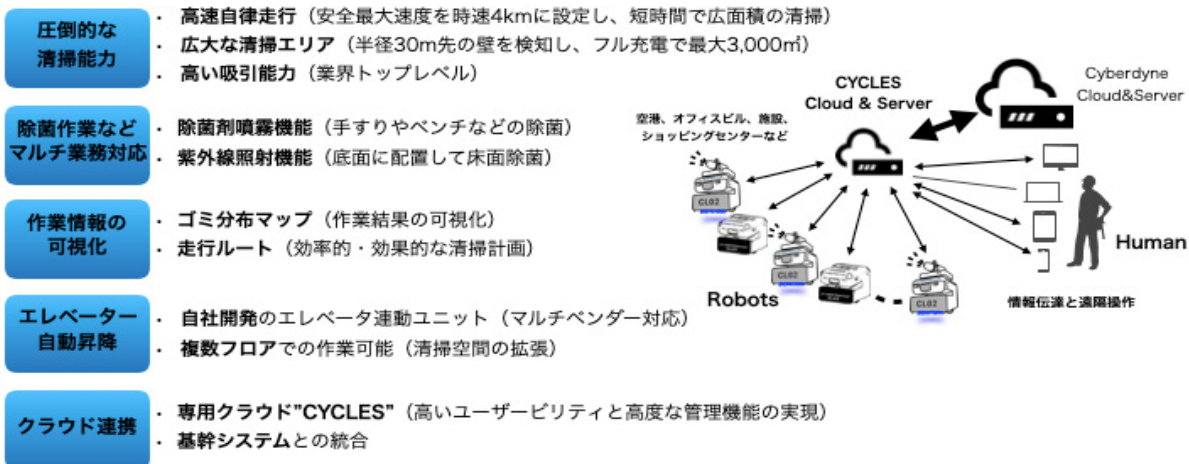 圧倒的な
清掃能力
・ 高速自律走行（安全最大速度を時速4kmに設定し、短時間で広面積の清掃）
・ 広大な清掃エリア（半径30m先の壁を検知し、フル充電で最大3,000㎡）
・ 高い吸引能力（業界トップレベル）
除菌作業など
マルチ業務対応
・ 除菌剤噴霧機能（手すりやベンチなどの除菌）
・ 紫外線照射機能（底面に配置して床面除菌）
作業情報の
可視化
・ ゴミ分布マップ（作業結果の可視化）
・ 走行ルート（効率的・効果的な清掃計画）
エレベーター
自動昇降
・ 自社開発のエレベータ連動ユニット（マルチベンダー対応）
・ 複数フロアでの作業可能（清掃空間の拡張）
クラウド連携
・ 専用クラウド”CYCLES”（高いユーザービリティと高度な管理機能の実現）
・ 基幹システムとの統合
CYCLES
Cloud & Server
Cyberdyne
Cloud&Server
空港、オフィスビル、施設、
ショッピングセンターなど
CL02
CL02
CL02
Robots
Human
情報伝達と遠隔操作